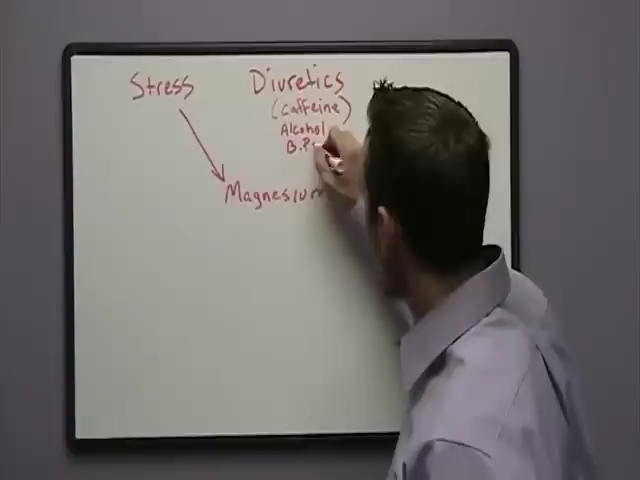 Stress Diuretics
(caffeine)
Alcohol
B.P.
Magnesium